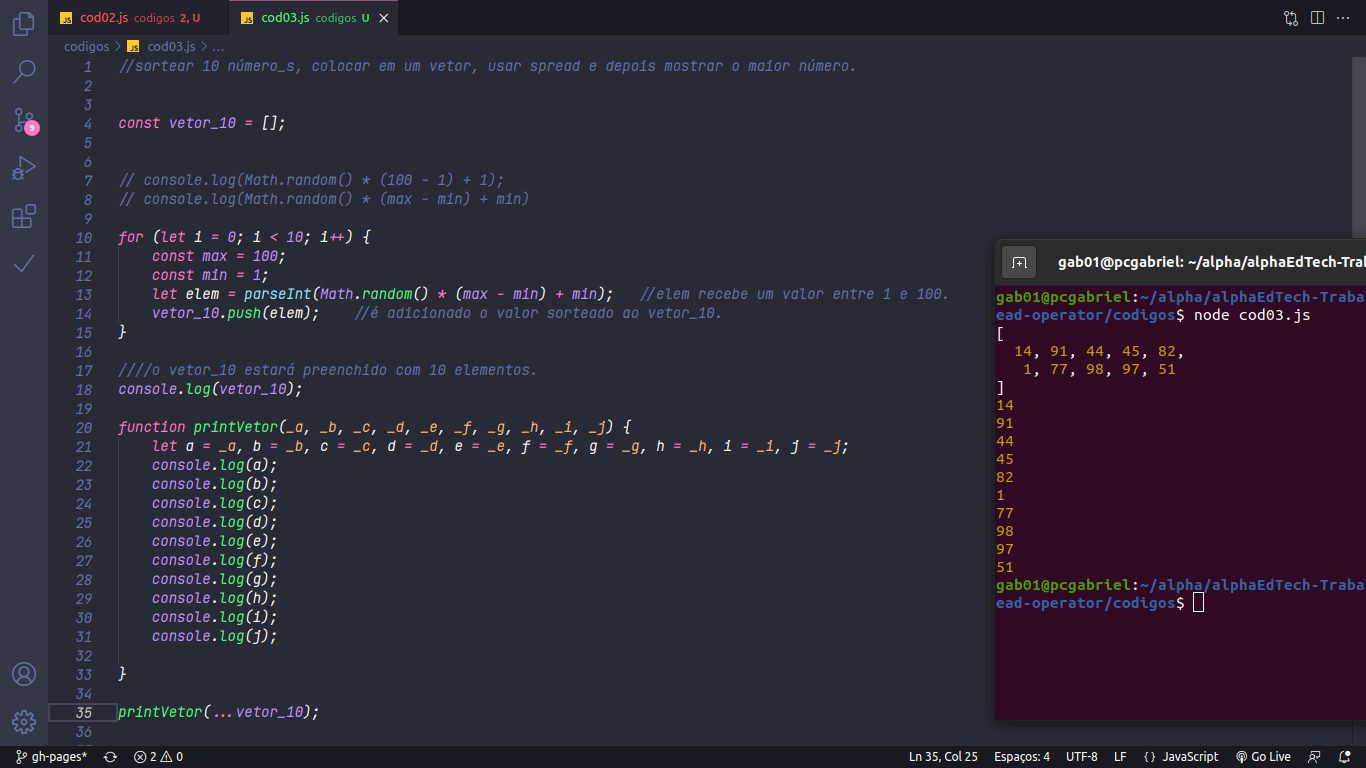 JS cod02.js codigos 2, U
JS cod03.js codigos U
codigos > JS cod03.js > ...
9
1 //sortear 10 número_s, colocar em um vetor, usar spread e depois mostrar o maior número.
2
3
4 const vetor_10 = [];
5
6
7 // console.log(Math.random() * (100 - 1) + 1);
8 // console.log(Math.random() * (max - min) + min)
9
10 for (let i = 0; i < 10; i++) {
11 const max = 100;
12 const min = 1;
13 let elem = parseInt(Math.random() * (max - min) + min); //elem recebe um valor entre 1 e 100.
14 vetor_10.push(elem); //é adicionado o valor sorteado ao vetor_10.
15 }
16
17 ////o vetor_10 estará preenchido com 10 elementos.
18 console.log(vetor_10);
19
20 function printVetor(_a, _b, _c, _d, _e, _f, _g, _h, _i, _j) {
21 let a = _a, b = _b, c = _c, d = _d, e = _e, f = _f, g = _g, h = _h, i = _i, j = _j;
22 console.log(a);
23 console.log(b);
24 console.log(c);
25 console.log(d);
26 console.log(e);
27 console.log(f);
28 console.log(g);
29 console.log(h);
30 console.log(i);
31 console.log(j);
32
33 }
34
35 printVetor(...vetor_10);
36
gab01@pcgabriel: ~/alpha/alphaEdTech-Tra
gab01@pcgabriel:~/alpha/alphaEdTech-Traba
ead-operator/codigos$ node cod03.js
[
14, 91, 44, 45, 82,
1, 77, 98, 97, 51
]
14
91
44
45
82
1
77
98
97
51
gab01@pcgabriel:~/alpha/alphaEdTech-Traba
ead-operator/codigos$
gh-pages* 2 0 Ln 35, Col 25 Espaços: 4 UTF-8 LF {} JavaScript Go Live